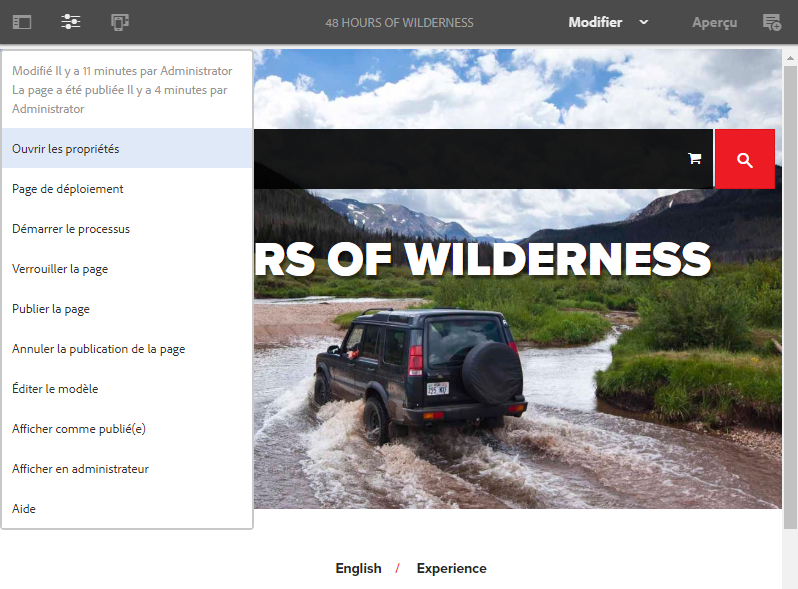 48 HOURS OF WILDERNESS
Modifier
Aperçu
Modifié Il y a 11 minutes par Administrator
La page a été publiée Il y a 4 minutes par
Administrator
Ouvrir les propriétés
Page de déploiement
Démarrer le processus
Verrouiller la page
Publier la page
Annuler la publication de la page
Éditer le modèle
Afficher comme publié(e)
Afficher en administrateur
Aide
RS OF WILDERNESS
English / Experience